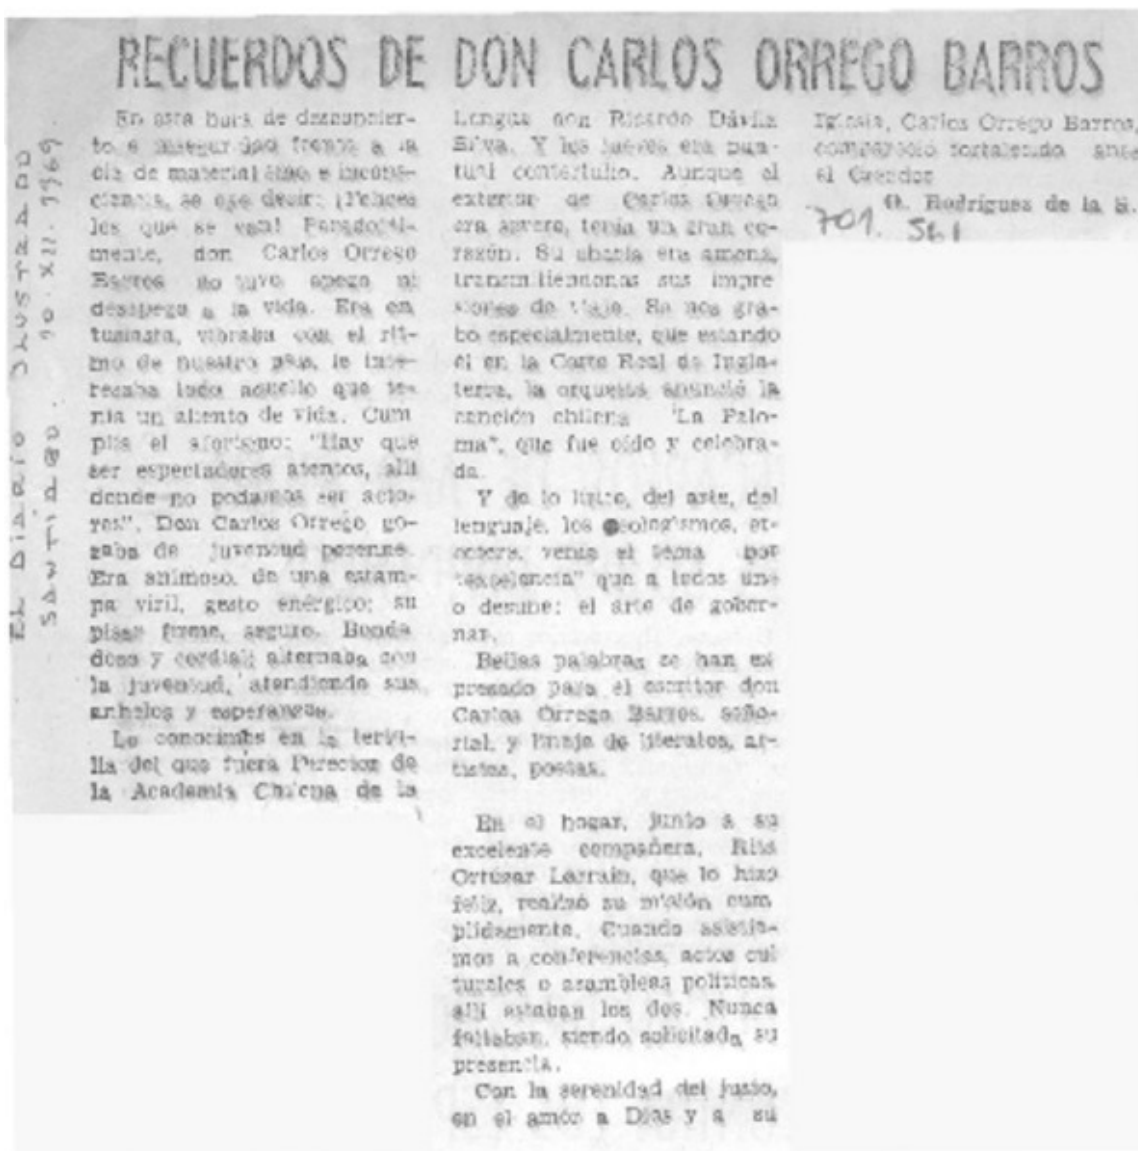 RECUERDOS DE DON CARLOS ORREGO BARROS
EL DIARIO ILUSTRADO
SANTIAGO. 10. XII. 1969.
En esta hora de desconcier-
to e inseguridad frente a la
ola de materialismo e incons-
ciencia, se oye decir: ¡Felices
los que se van! Paradojal-
mente, don Carlos Orrego
Barros no tuvo apego ni
desapego a la vida. Era en
tusiasta, vibraba con el rit-
mo de nuestro país, le inte-
resaba todo aquello que te-
nía un aliento de vida. Cum
plía el aforismo: "Hay que
ser espectadores atentos, allí
donde no podamos ser acto-
res". Don Carlos Orrego go-
zaba de juventud perenne.
Era animoso, de una estam-
pa viril, gesto enérgico; su
pisar firme, seguro. Bonda
doso y cordial; alternaba con
la juventud, atendiendo sus
anhelos y esperanzas.
Lo conocimos en la tertu-
lia del que fuera Director de
la Academia Chilena de la
Lengua don Ricardo Dávila
Silva. Y los jueves era pun-
tual contertulio. Aunque el
exterior de Carlos Orrego
era severo, tenía un gran co-
razón. Su charla era amena,
transmitiéndonos sus impre
siones de viaje. Se nos gra-
bó especialmente, que estando
él en la Corte Real de Ingla-
terra, la orquesta anunció la
canción chilena "La Palo-
ma", que fue oído y celebra-
da.
Y de lo lírico, del arte, del
lenguaje, los neologismos, et-
cétera, venía el tema "por
excelencia" que a todos une
o desune: el arte de gober-
nar.
Bellas palabras se han ex
presado para el escritor don
Carlos Orrego Barros, seño-
rial, y linaje de literatos, ar-
tistas, poetas.
En el hogar, junto a su
excelente compañera, Rita
Ortúzar Larraín, que lo hizo
feliz, realizó su misión cum
plidamente. Cuando asistía-
mos a conferencias, actos cul
turales o asambleas políticas
allí estaban los dos. Nunca
faltaban, siendo solicitada su
presencia.
Con la serenidad del justo,
en el amor a Dios y a su
Iglesia, Carlos Orrego Barros,
compareció fortalecido ante
el Creador
O. Rodríguez de la S.
701. 561